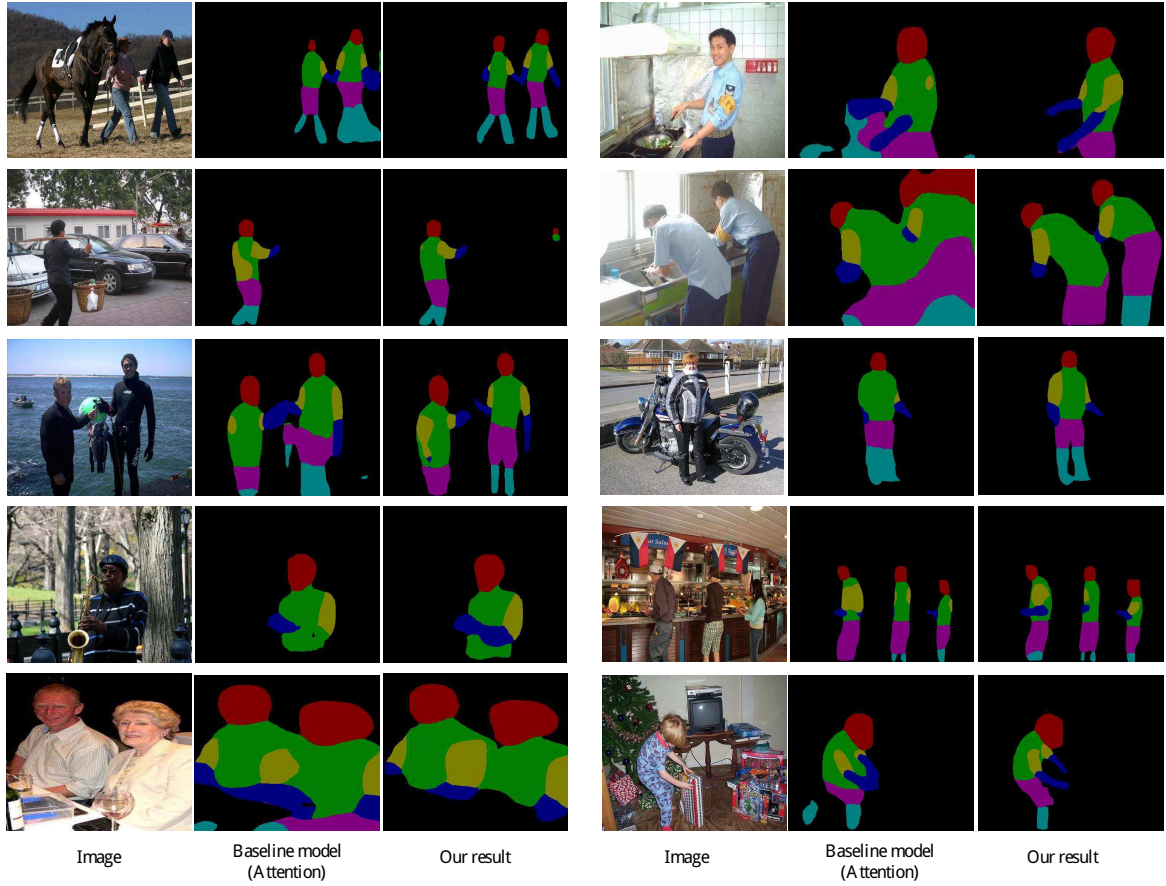 Image
Baseline model
(Attention)
Our result
Image
Baseline model
(Attention)
Our result